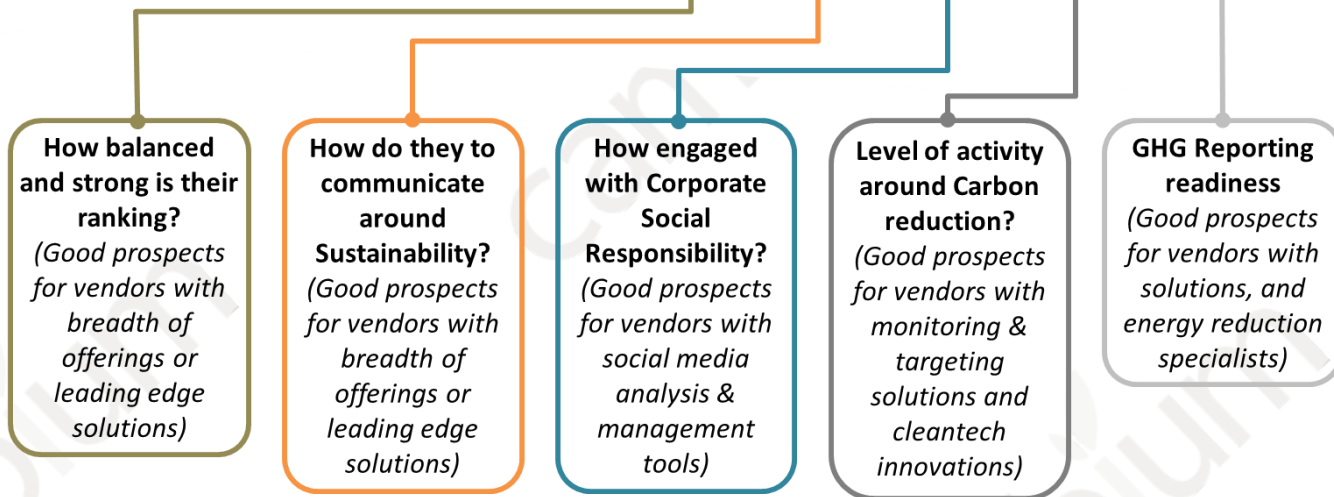 How balanced
and strong is their
ranking?
(Good prospects
for vendors with
breadth of
offerings or
leading edge
solutions)
How do they to
communicate
around
Sustainability?
(Good prospects
for vendors with
breadth of
offerings or
leading edge
solutions)
How engaged
with Corporate
Social
Responsibility?
(Good prospects
for vendors with
social media
analysis &
management
tools)
Level of activity
around Carbon
reduction?
(Good prospects
for vendors with
monitoring &
targeting
solutions and
cleantech
innovations)
GHG Reporting
readiness
(Good prospects
for vendors with
solutions, and
energy reduction
specialists)